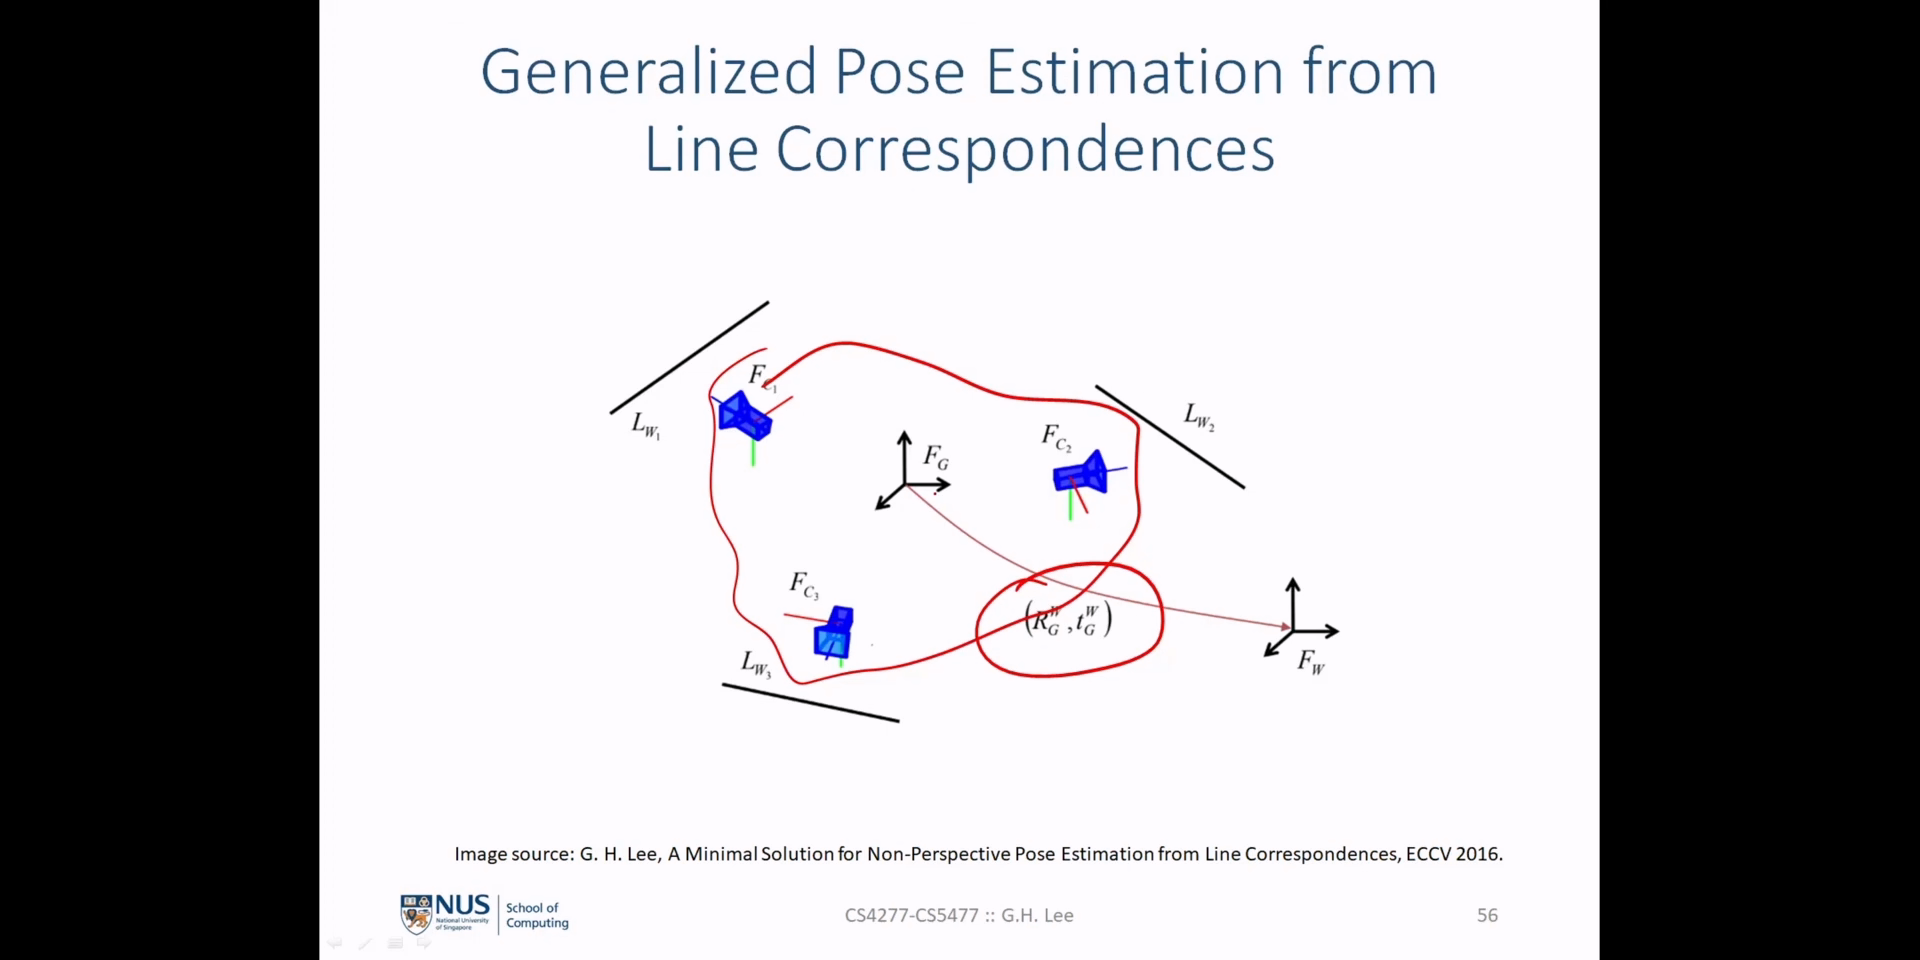 Generalized Pose Estimation from
Line Correspondences
F_{C_1}
L_{W_1}
L_{W_2}
F_{C_2}
F_G
F_{C_3}
(R_G^W, t_G^W)
L_{W_3}
F_W
Image source: G. H. Lee, A Minimal Solution for Non-Perspective Pose Estimation from Line Correspondences, ECCV 2016.
NUS
National University
of Singapore
School of
Computing
CS4277-CS5477 :: G.H. Lee
56